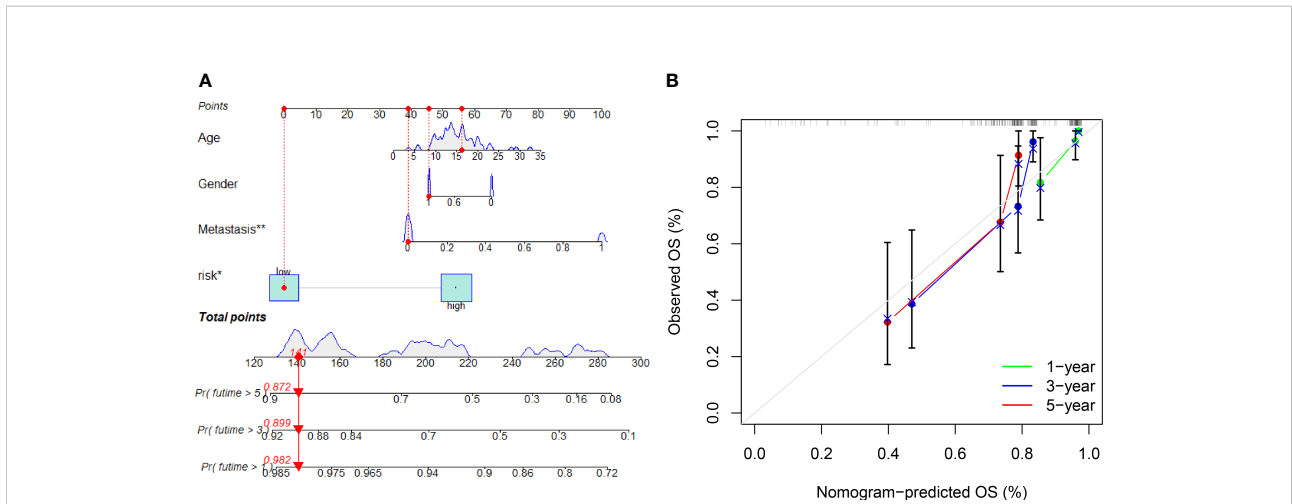 A
Points
0 10 20 30 40 50 60 70 80 90 100
Age
0 5 10 15 20 25 30 35
Gender
1 0.6 0
Metastasis**
0 0.2 0.4 0.6 0.8 1
risk*
low
high
Total points
141
120 140 160 180 200 220 240 260 280 300
0.872
Pr( futime > 5 )
0.9 0.7 0.5 0.3 0.16 0.08
0.899
Pr( futime > 3 )
0.92 0.88 0.84 0.7 0.5 0.3 0.1
0.982
Pr( futime > 1 )
0.985 0.975 0.965 0.94 0.9 0.86 0.8 0.72
B
Observed OS (%)
1.0
0.8
0.6
0.4
0.2
0.0
1−year
3−year
5−year
0.0 0.2 0.4 0.6 0.8 1.0
Nomogram−predicted OS (%)